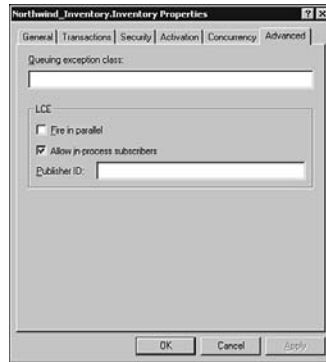 Northwind_Inventory.Inventory Properties
General Transactions Security Activation Concurrency Advanced
Queuing exception class:
LCE
Fire in parallel
Allow in-process subscribers
Publisher ID:
OK Cancel Apply